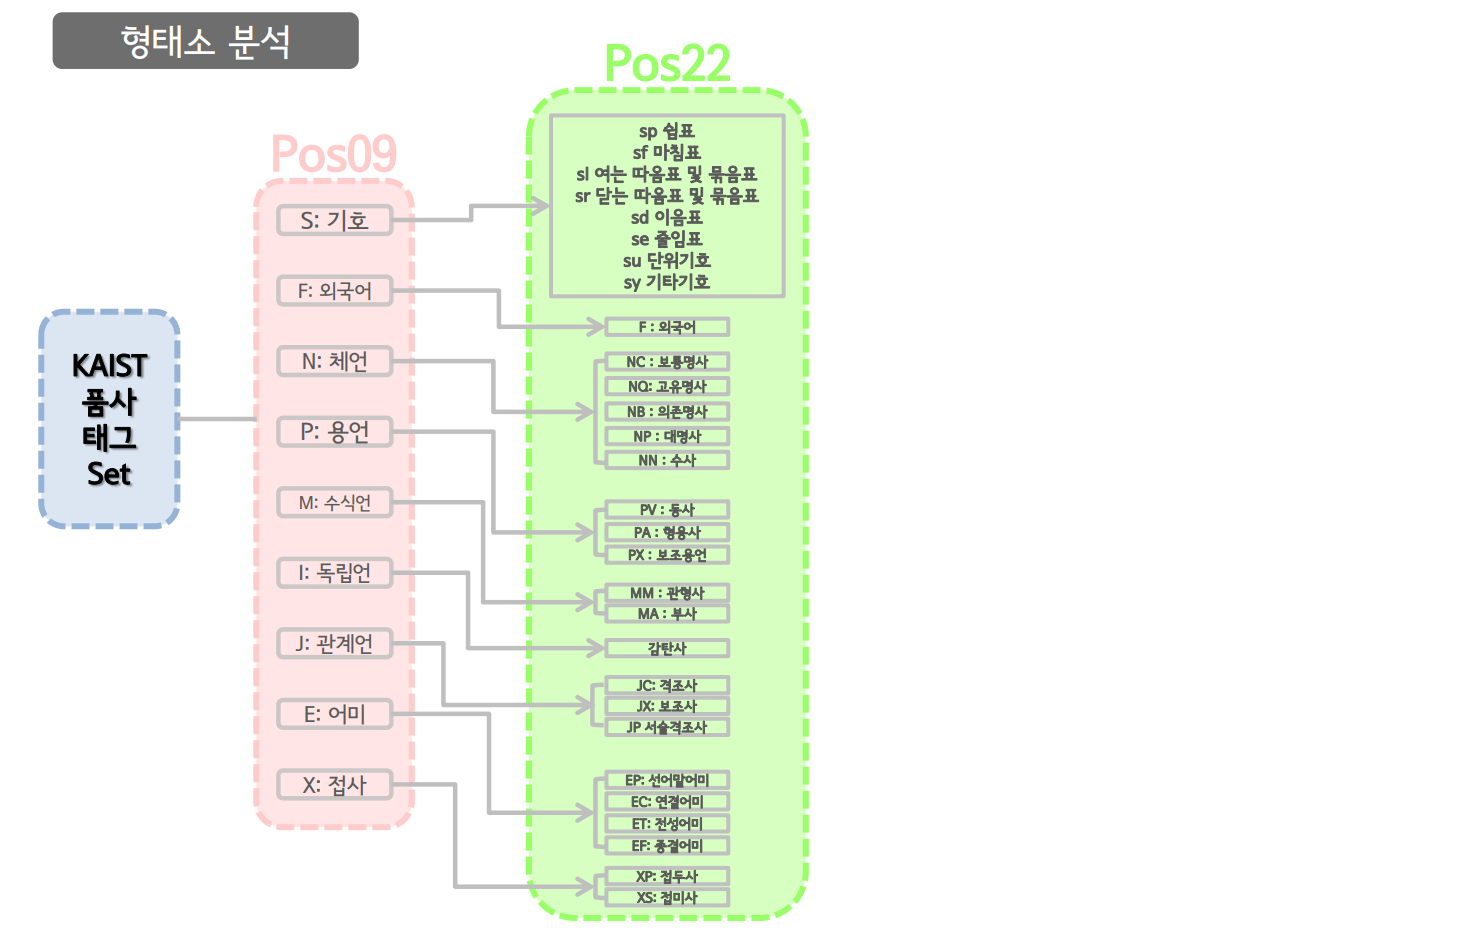 형태소 분석
Pos22
Pos09
KAIST
품사
태그
Set
S: 기호
F: 외국어
N: 체언
P: 용언
M: 수식언
I: 독립언
J: 관계언
E: 어미
X: 접사
sp 쉼표
sf 마침표
sl 여는 따옴표 및 묶음표
sr 닫는 따옴표 및 묶음표
sd 이음표
se 줄임표
su 단위기호
sy 기타기호
F : 외국어
NC : 보통명사
NQ: 고유명사
NB : 의존명사
NP : 대명사
NN : 수사
PV : 동사
PA : 형용사
PX : 보조용언
MM : 관형사
MA : 부사
감탄사
JC: 격조사
JX: 보조사
JP 서술격조사
EP: 선어말어미
EC: 연결어미
ET: 전성어미
EF: 종결어미
XP: 접두사
XS: 접미사